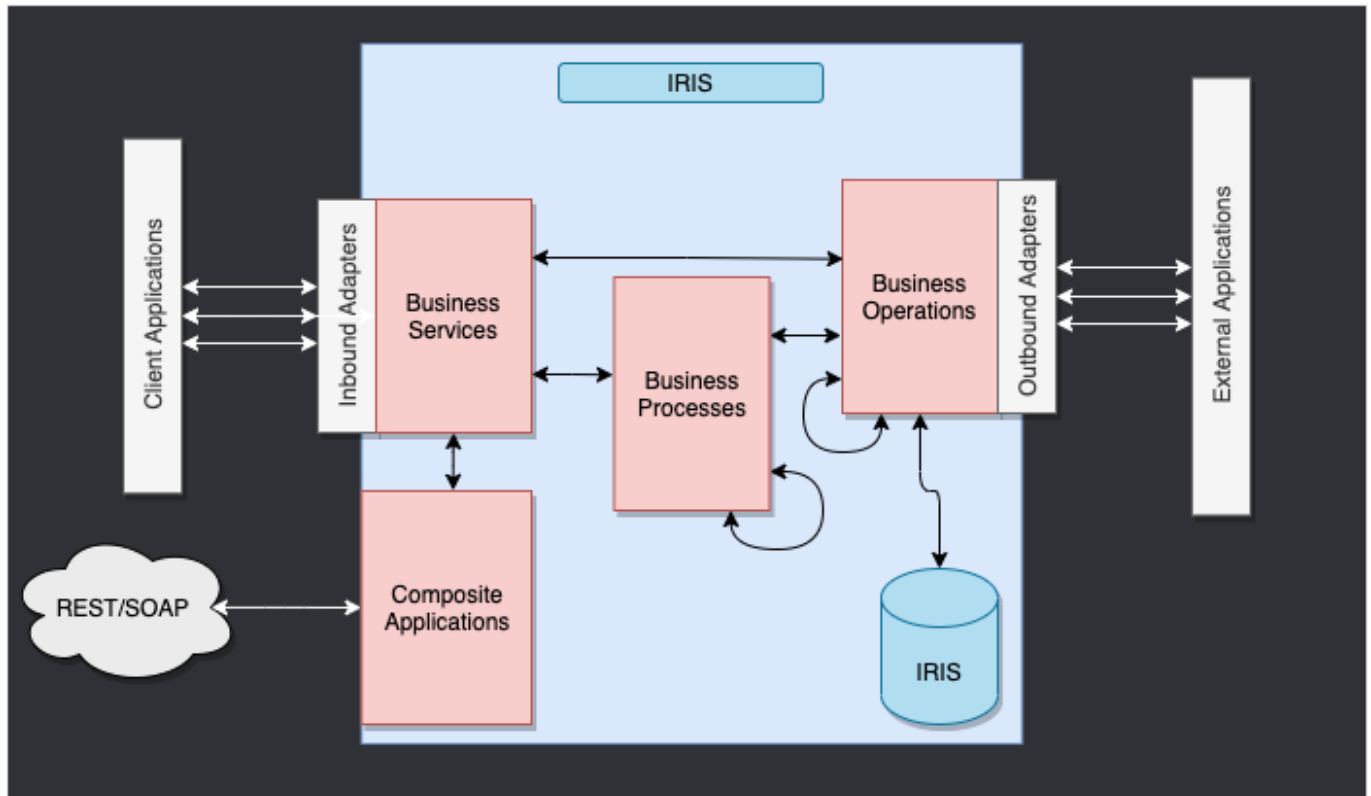 IRIS
Client Applications
Inbound Adapters
Business
Services
Business
Processes
Business
Operations
Outbound Adapters
External Applications
REST/SOAP
Composite
Applications
IRIS